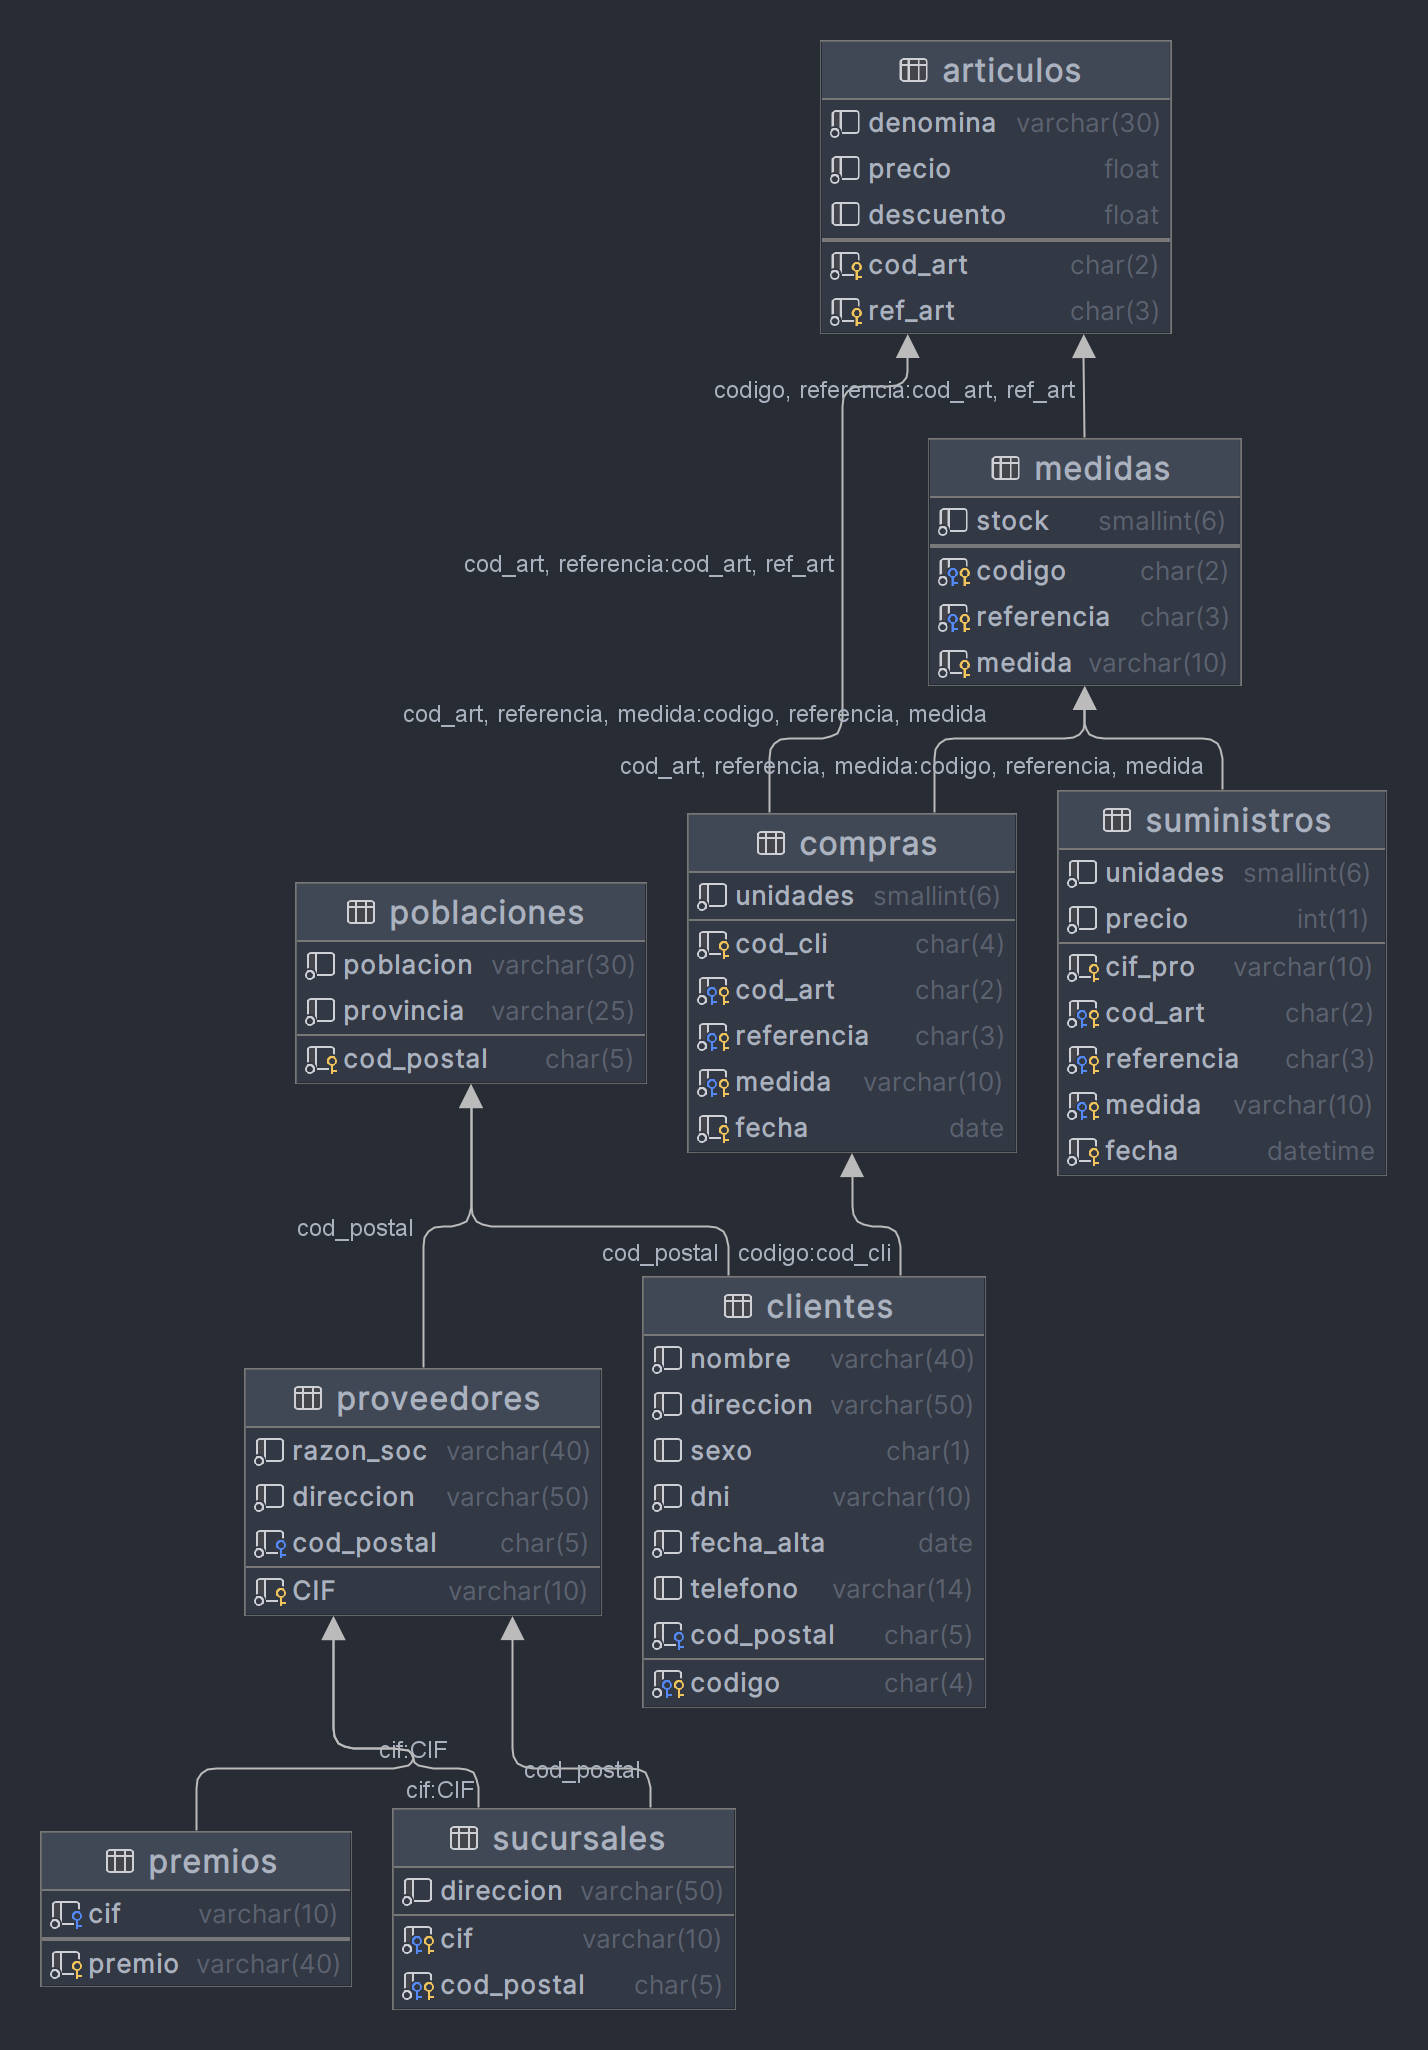 articulos
denomina varchar(30)
precio float
descuento float
cod_art char(2)
ref_art char(3)
codigo, referencia:cod_art, ref_art
medidas
stock smallint(6)
codigo char(2)
referencia char(3)
medida varchar(10)
cod_art, referencia:cod_art, ref_art
cod_art, referencia, medida:codigo, referencia, medida
cod_art, referencia, medida:codigo, referencia, medida
compras
unidades smallint(6)
cod_cli char(4)
cod_art char(2)
referencia char(3)
medida varchar(10)
fecha date
suministros
unidades smallint(6)
precio int(11)
cif_pro varchar(10)
cod_art char(2)
referencia char(3)
medida varchar(10)
fecha datetime
poblaciones
poblacion varchar(30)
provincia varchar(25)
cod_postal char(5)
cod_postal
cod_postal
codigo:cod_cli
clientes
nombre varchar(40)
direccion varchar(50)
sexo char(1)
dni varchar(10)
fecha_alta date
telefono varchar(14)
cod_postal char(5)
codigo char(4)
proveedores
razon_soc varchar(40)
direccion varchar(50)
cod_postal char(5)
CIF varchar(10)
cif:CIF
cif:CIF
cod_postal
premios
cif varchar(10)
premio varchar(40)
sucursales
direccion varchar(50)
cif varchar(10)
cod_postal char(5)